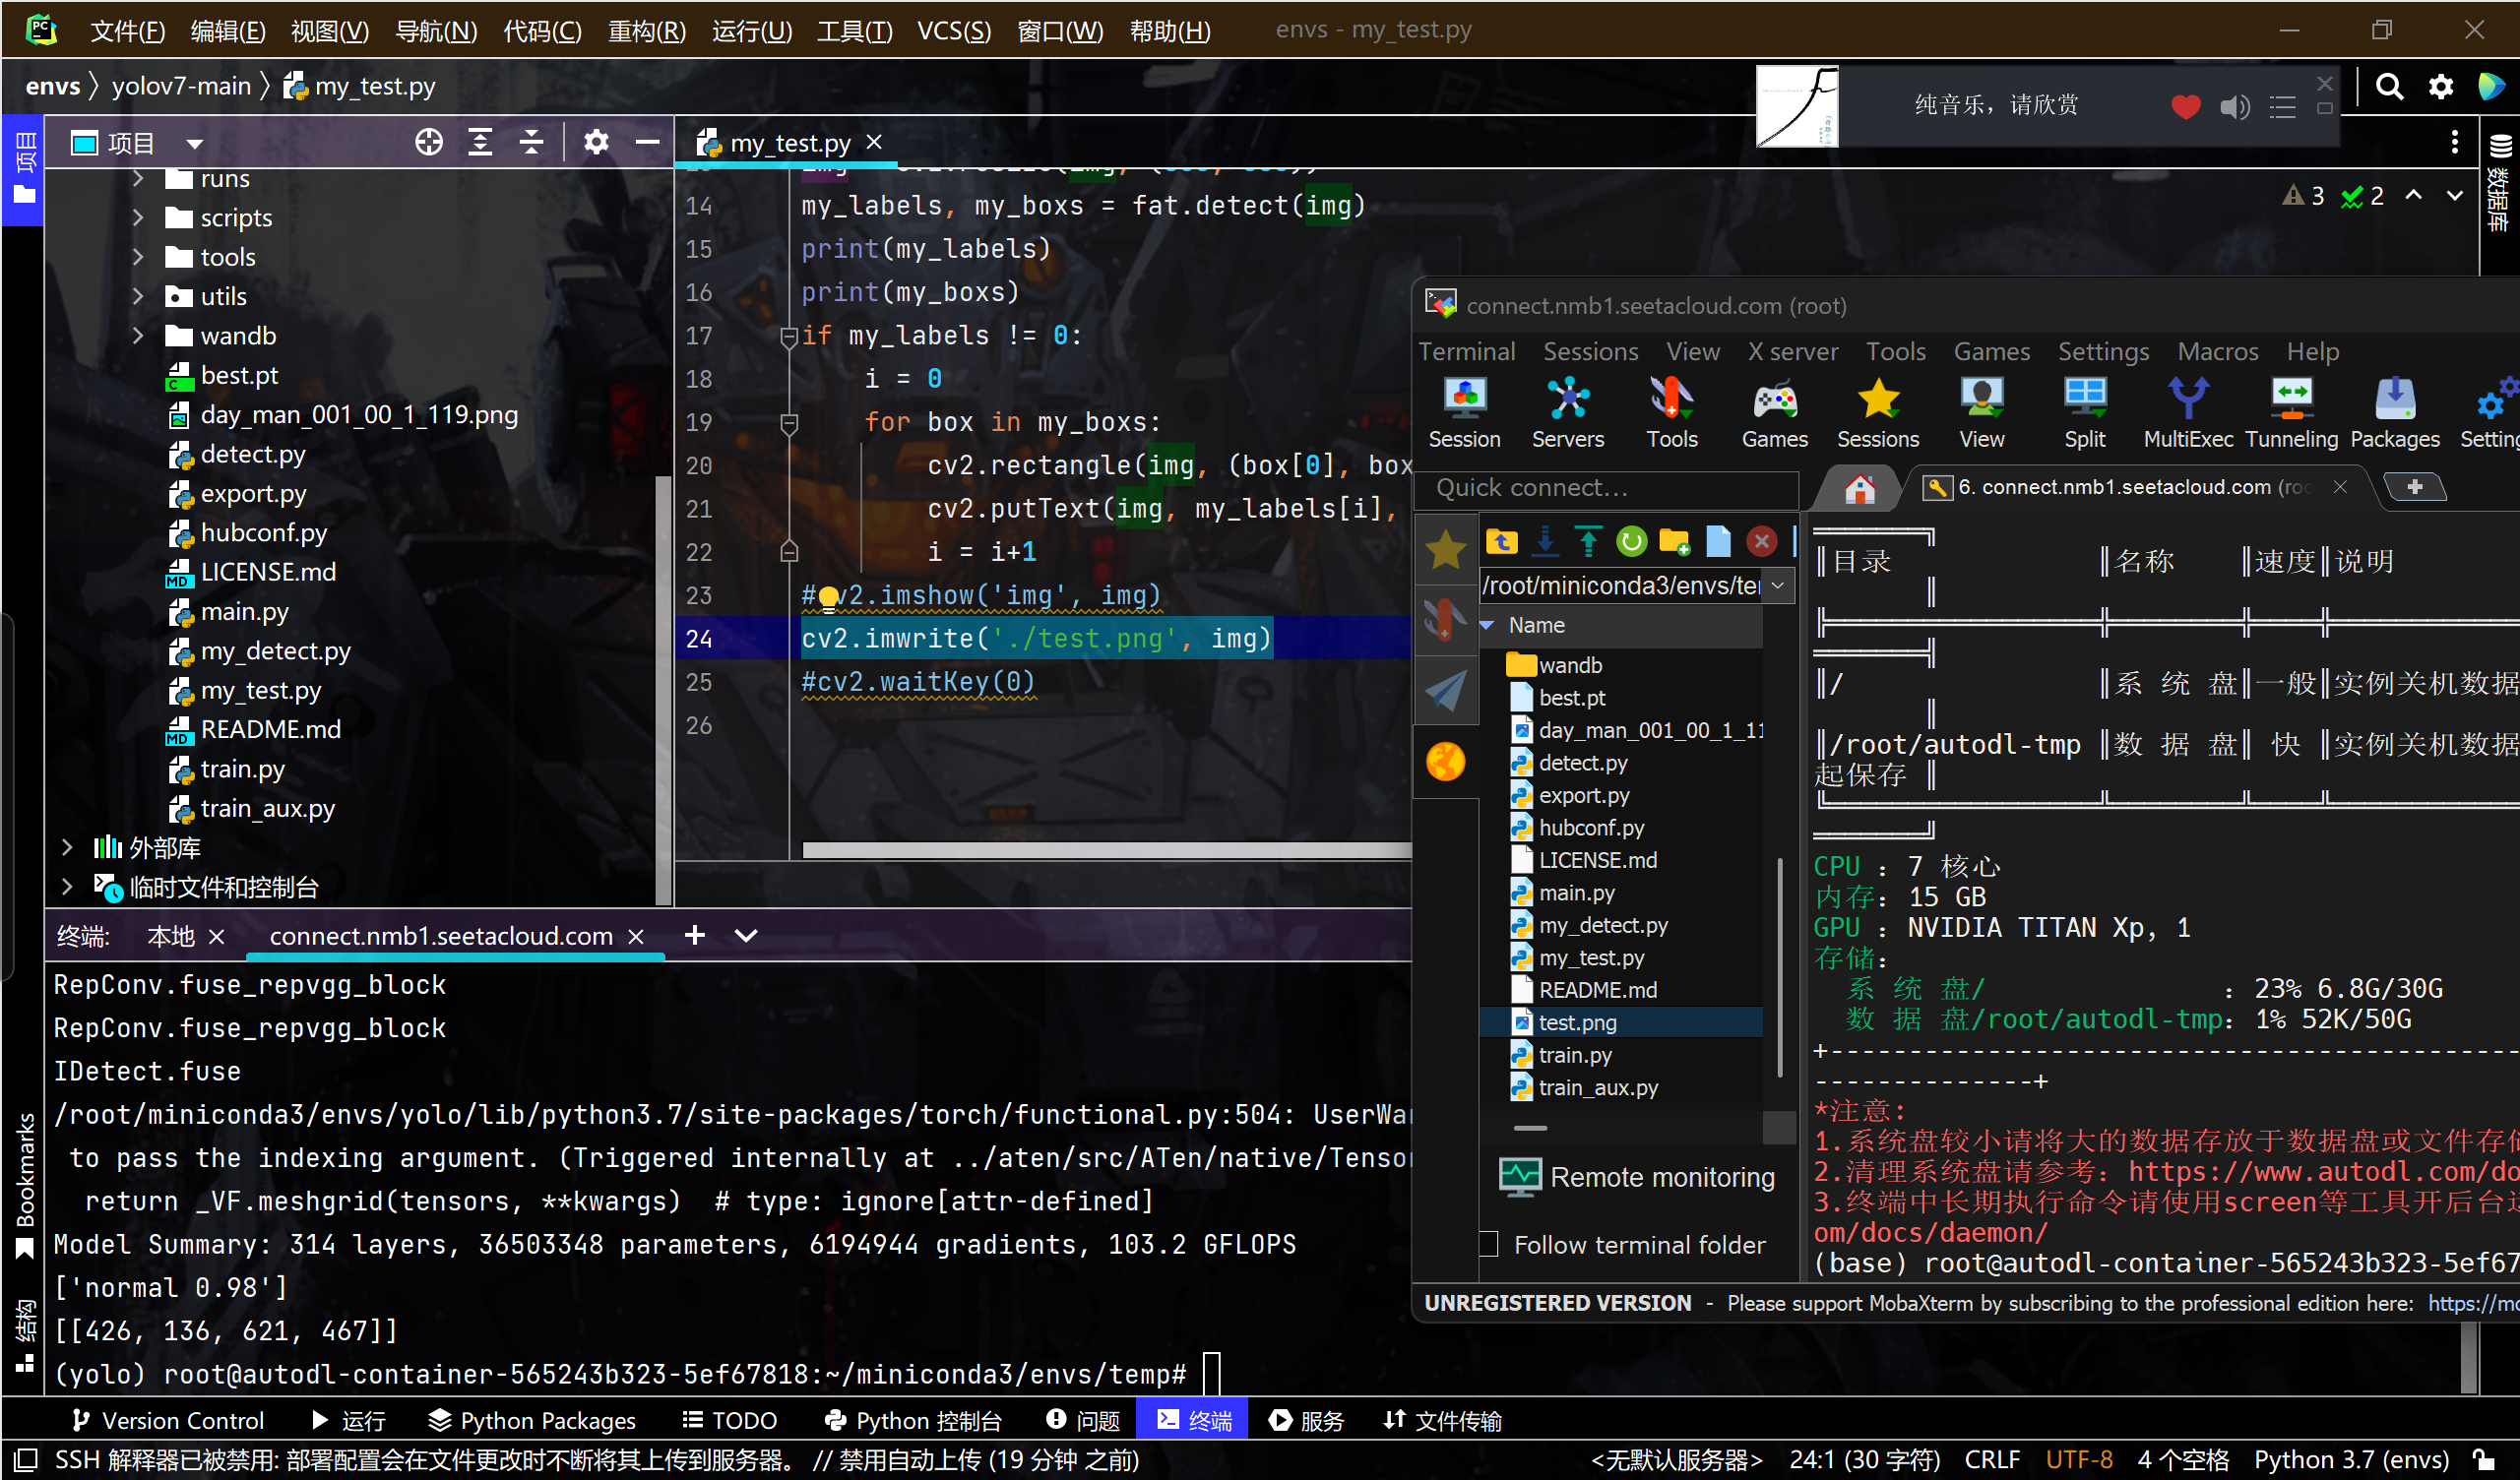 文件(F) 编辑(E) 视图(V) 导航(N) 代码(C) 重构(R) 运行(U) 工具(T) VCS(S) 窗口(W) 帮助(H) envs - my_test.py
envs 〉 yolov7-main 〉 my_test.py
纯音乐，请欣赏
项目
项目
my_test.py
runs
scripts
tools
utils
wandb
best.pt
day_man_001_00_1_119.png
detect.py
export.py
hubconf.py
LICENSE.md
main.py
my_detect.py
my_test.py
README.md
train.py
train_aux.py
外部库
临时文件和控制台
3 2
数据库
14 my_labels, my_boxs = fat.detect(img)
15 print(my_labels)
16 print(my_boxs)
17 if my_labels != 0:
18 i = 0
19 for box in my_boxs:
20 cv2.rectangle(img, (box[0], box
21 cv2.putText(img, my_labels[i],
22 i = i+1
23 #cv2.imshow('img', img)
24 cv2.imwrite('./test.png', img)
25 #cv2.waitKey(0)
26
connect.nmb1.seetacloud.com (root)
Terminal Sessions View X server Tools Games Settings Macros Help
Session Servers Tools Games Sessions View Split MultiExec Tunneling Packages Setting
Quick connect...
6. connect.nmb1.seetacloud.com (roo
/root/miniconda3/envs/te
Name
wandb
best.pt
day_man_001_00_1_11
detect.py
export.py
hubconf.py
LICENSE.md
main.py
my_detect.py
my_test.py
README.md
test.png
train.py
train_aux.py
Remote monitoring
Follow terminal folder
║目录 ║名称 ║速度║说明
║
║/ ║系 统 盘║一般║实例关机数据
║
║/root/autodl-tmp ║数 据 盘║ 快 ║实例关机数据
起保存 ║
CPU : 7 核心
内存: 15 GB
GPU : NVIDIA TITAN Xp, 1
存储:
系 统 盘/ : 23% 6.8G/30G
数 据 盘/root/autodl-tmp: 1% 52K/50G
+--------------------------------------------
---------------+
*注意:
1.系统盘较小请将大的数据存放于数据盘或文件存储
2.清理系统盘请参考: https://www.autodl.com/do
3.终端中长期执行命令请使用screen等工具开后台运
om/docs/daemon/
(base) root@autodl-container-565243b323-5ef67
UNREGISTERED VERSION - Please support MobaXterm by subscribing to the professional edition here: https://mo
终端: 本地 connect.nmb1.seetacloud.com
RepConv.fuse_repvgg_block
RepConv.fuse_repvgg_block
IDetect.fuse
/root/miniconda3/envs/yolo/lib/python3.7/site-packages/torch/functional.py:504: UserWar
to pass the indexing argument. (Triggered internally at ../aten/src/ATen/native/Tensor
return _VF.meshgrid(tensors, **kwargs) # type: ignore[attr-defined]
Model Summary: 314 layers, 36503348 parameters, 6194944 gradients, 103.2 GFLOPS
['normal 0.98']
[[426, 136, 621, 467]]
(yolo) root@autodl-container-565243b323-5ef67818:~/miniconda3/envs/temp#
Bookmarks
结构
Version Control 运行 Python Packages TODO Python 控制台 问题 终端 服务 文件传输
SSH 解释器已被禁用: 部署配置会在文件更改时不断将其上传到服务器。 // 禁用自动上传 (19 分钟 之前) <无默认服务器> 24:1 (30 字符) CRLF UTF-8 4 个空格 Python 3.7 (envs)